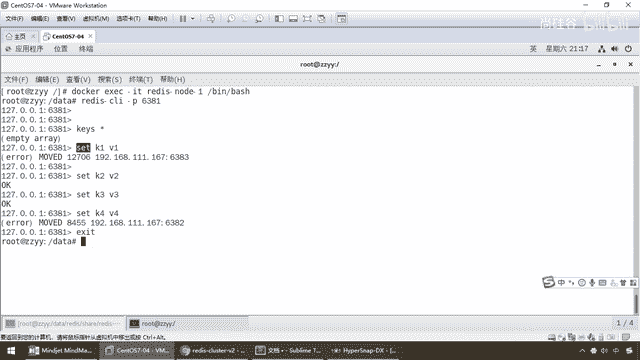 CentOS7-04 - VMware Workstation
文件(F) 编辑(E) 查看(V) 虚拟机(M) 选项卡(T) 帮助(H)
主页 CentOS7-04
应用程序 位置 终端 英 星期六 21:17
root@zzyy:/
文件(F) 编辑(E) 查看(V) 搜索(S) 终端(T) 帮助(H)
[root@zzyy /]# docker exec -it redis-node-1 /bin/bash
root@zzyy:/data# redis-cli -p 6381
127.0.0.1:6381>
127.0.0.1:6381>
127.0.0.1:6381> keys *
(empty array)
127.0.0.1:6381> set k1 v1
(error) MOVED 12706 192.168.111.167:6383
127.0.0.1:6381>
127.0.0.1:6381> set k2 v2
OK
127.0.0.1:6381> set k3 v3
OK
127.0.0.1:6381> set k4 v4
(error) MOVED 8455 192.168.111.167:6382
127.0.0.1:6381> exit
root@zzyy:/data#
中
[root@zzyy:/data/redis/share/redis-… root@zzyy:/ 1 / 4
要返回到您的计算机，请将鼠标指针从虚拟机中移出或按 Ctrl+Alt。
Mindjet MindMa... CentOS7-04 - VM... redis-cluster-v2 - ... 文档 • - Sublime T... HyperSnap-DX - [... 中 21:17